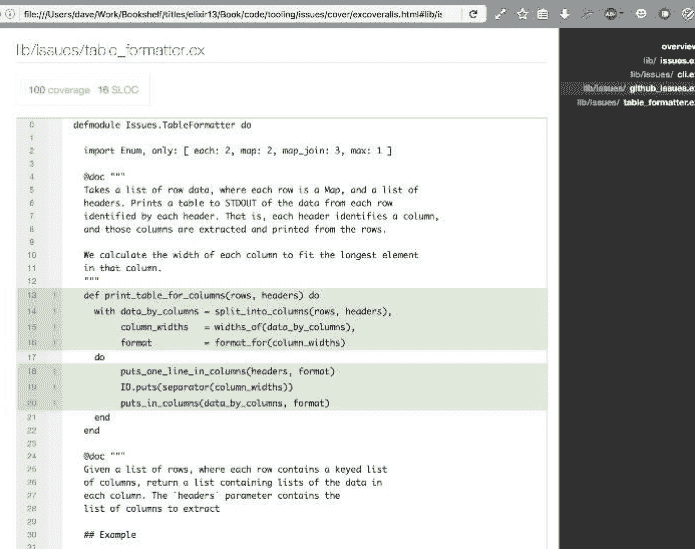 file:///Users/dave/Work/Bookshelf/titles/elixir13/Book/code/tooling/issues/cover/excoveralls.html#lib/is
lib/issues/table_formatter.ex
100 coverage 16 SLOC
overview
lib/ issues.e
lib/issues/ cli.e
lib/issues/ github_issues.e
lib/issues/ table_formatter.e
0 defmodule Issues.TableFormatter do
1
2 import Enum, only: [ each: 2, map: 2, map_join: 3, max: 1 ]
3
4 @doc """
5 Takes a list of row data, where each row is a Map, and a list of
6 headers. Prints a table to STDOUT of the data from each row
7 identified by each header. That is, each header identifies a column,
8 and those columns are extracted and printed from the rows.
9
10 We calculate the width of each column to fit the longest element
11 in that column.
12 """
13 1 def print_table_for_columns(rows, headers) do
14 1 with data_by_columns = split_into_columns(rows, headers),
15 1 column_widths = widths_of(data_by_columns),
16 1 format = format_for(column_widths)
17 do
18 1 puts_one_line_in_columns(headers, format)
19 1 IO.puts(separator(column_widths))
20 1 puts_in_columns(data_by_columns, format)
21 end
22 end
23
24 @doc """
25 Given a list of rows, where each row contains a keyed list
26 of columns, return a list containing lists of the data in
27 each column. The `headers` parameter contains the
28 list of columns to extract
29
30 ## Example
31